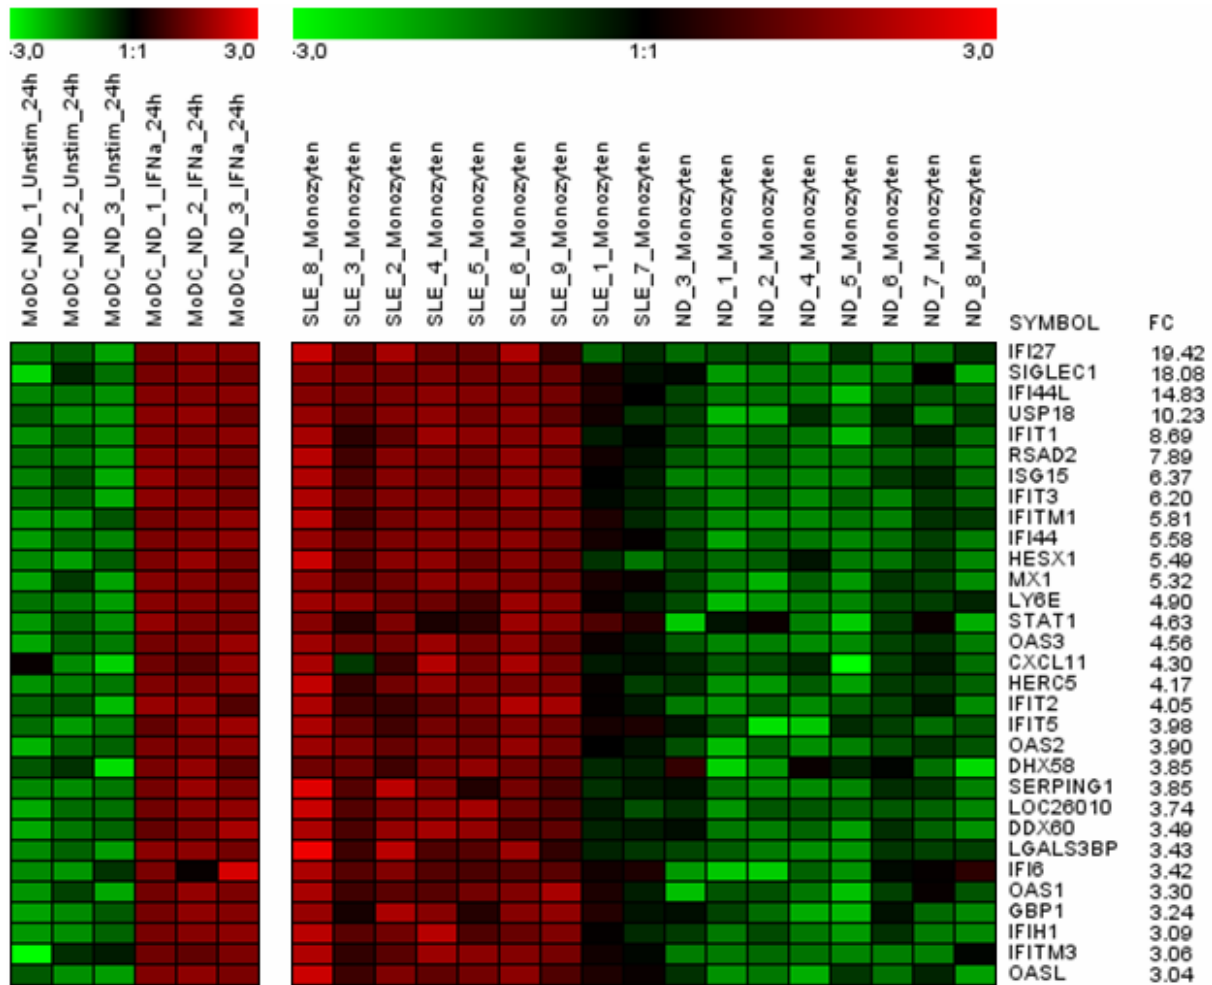 -3,0 1:1 3,0
-3,0 1:1 3,0
MoDC_ND_1_Unstim_24h
MoDC_ND_2_Unstim_24h
MoDC_ND_3_Unstim_24h
MoDC_ND_1_IFNa_24h
MoDC_ND_2_IFNa_24h
MoDC_ND_3_IFNa_24h
SLE_8_Monozyten
SLE_3_Monozyten
SLE_2_Monozyten
SLE_4_Monozyten
SLE_5_Monozyten
SLE_6_Monozyten
SLE_9_Monozyten
SLE_1_Monozyten
SLE_7_Monozyten
ND_3_Monozyten
ND_1_Monozyten
ND_2_Monozyten
ND_4_Monozyten
ND_5_Monozyten
ND_6_Monozyten
ND_7_Monozyten
ND_8_Monozyten
SYMBOL FC
IFI27 19.42
SIGLEC1 18.08
IFI44L 14.83
USP18 10.23
IFIT1 8.69
RSAD2 7.89
ISG15 6.37
IFIT3 6.20
IFITM1 5.81
IFI44 5.58
HESX1 5.49
MX1 5.32
LY6E 4.90
STAT1 4.63
OAS3 4.56
CXCL11 4.30
HERC5 4.17
IFIT2 4.05
IFIT5 3.98
OAS2 3.90
DHX58 3.85
SERPING1 3.85
LOC26010 3.74
DDX60 3.49
LGALS3BP 3.43
IFI6 3.42
OAS1 3.30
GBP1 3.24
IFIH1 3.09
IFITM3 3.06
OASL 3.04